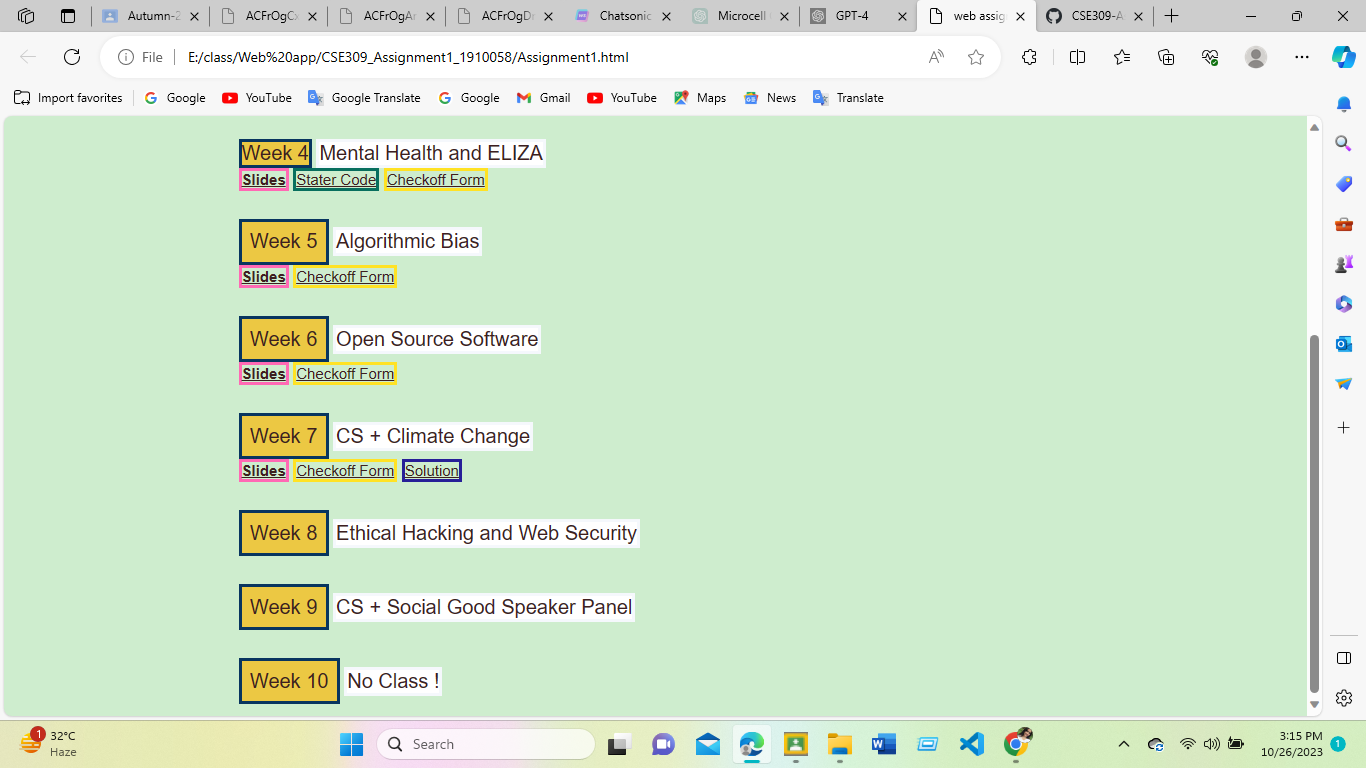 Autumn-2
ACFrOgCx
ACFrOgAr
ACFrOgDr
Chatsonic
Microcell
GPT-4
web assig
CSE309-A
File
E:/class/Web%20app/CSE309_Assignment1_1910058/Assignment1.html
Import favorites
Google
YouTube
Google Translate
Google
Gmail
YouTube
Maps
News
Translate
Week 4 Mental Health and ELIZA
Slides Stater Code Checkoff Form
Week 5 Algorithmic Bias
Slides Checkoff Form
Week 6 Open Source Software
Slides Checkoff Form
Week 7 CS + Climate Change
Slides Checkoff Form Solution
Week 8 Ethical Hacking and Web Security
Week 9 CS + Social Good Speaker Panel
Week 10 No Class !
1
32°C
Haze
Search
3:15 PM
10/26/2023
1